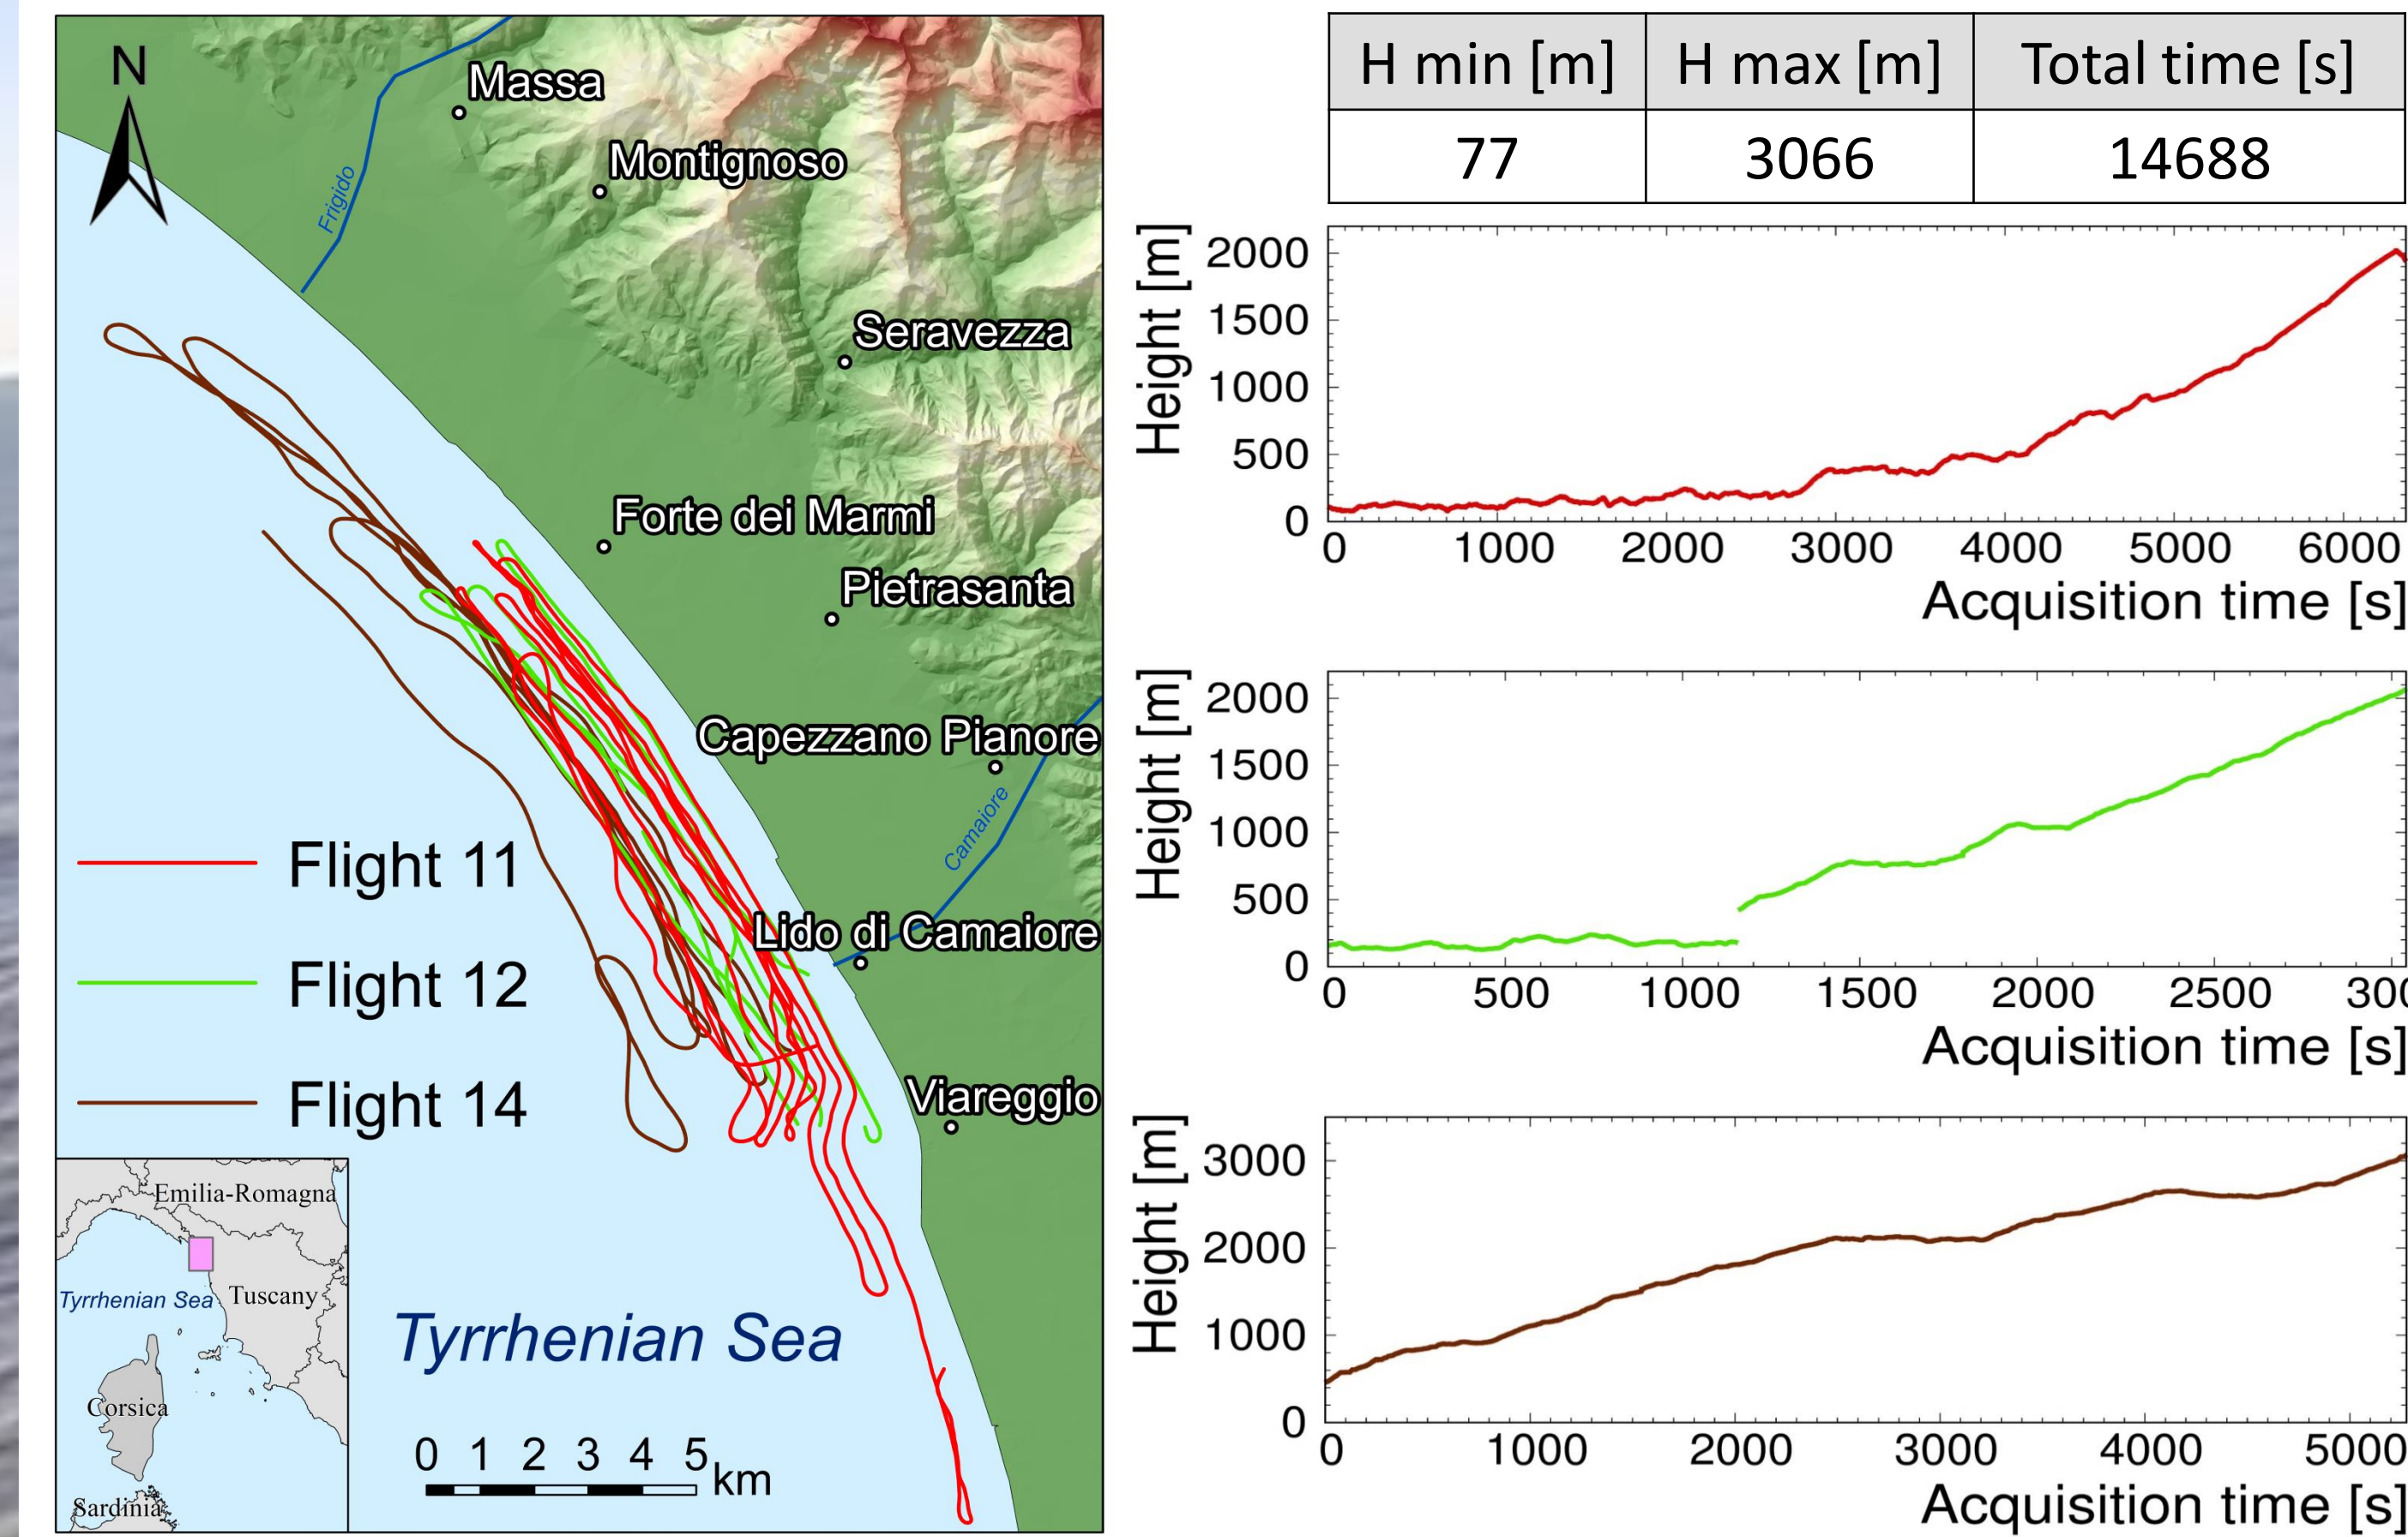 N
Massa
Montignoso
Frigido
Seravezza
Forte dei Marmi
Pietrasanta
Capezzano Pianore
Camaiore
Lido di Camaiore
Viareggio
Flight 11
Flight 12
Flight 14
Emilia-Romagna
Tyrrhenian Sea
Tuscany
Corsica
Sardinia
Tyrrhenian Sea
0 1 2 3 4 5 km
H min [m] H max [m] Total time [s]
77 3066 14688
Height [m]
2000
1500
1000
500
0
0 1000 2000 3000 4000 5000 6000
Acquisition time [s]
Height [m]
2000
1500
1000
500
0
0 500 1000 1500 2000 2500 300
Acquisition time [s]
Height [m]
3000
2000
1000
0
0 1000 2000 3000 4000 5000
Acquisition time [s]